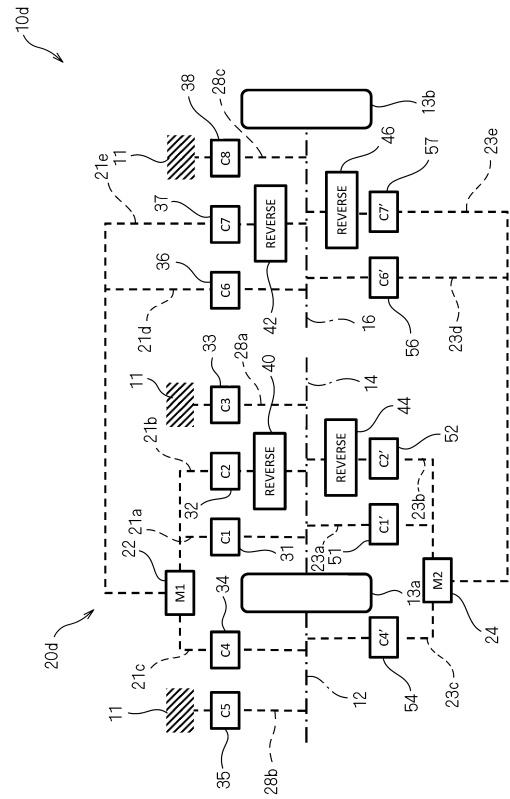 10d
20d
21e
11
21c
22
21a
21b
11
21d
36
37
11
M1
32
34
33
38
28c
35
C5
C4
C1
C2
C3
C6
C7
C8
28a
28b
REVERSE
40
42
REVERSE
31
23a
REVERSE
REVERSE
12
51
14
16
46
C4'
C1'
C2'
C6'
C7'
44
54
13a
56
13b
23b
52
57
M2
23c
23d
24
23e